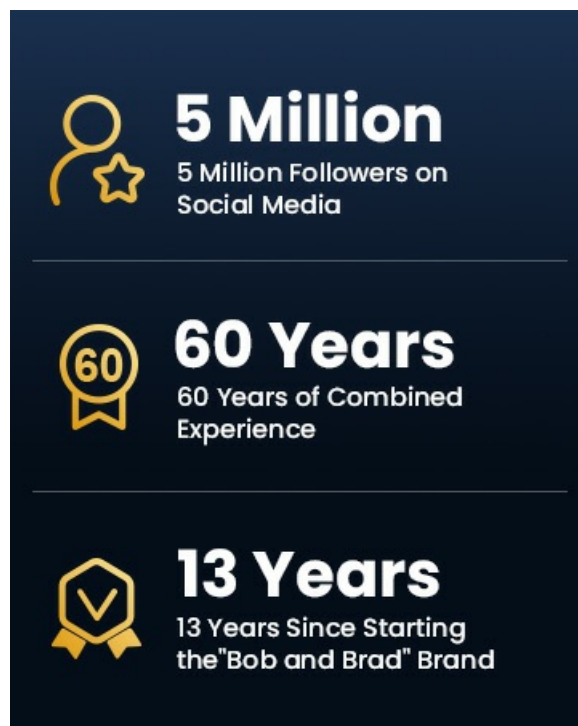 5 Million
5 Million Followers on
Social Media
60
60 Years
60 Years of Combined
Experience
13 Years
13 Years Since Starting
the"Bob and Brad" Brand